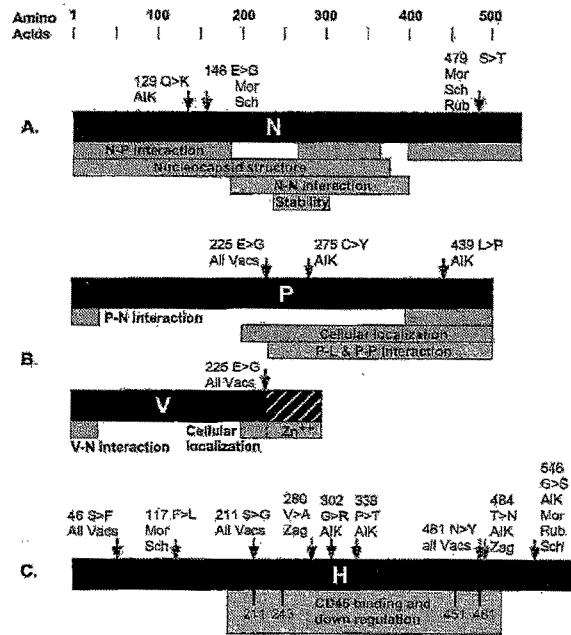 Amino 1 100 200 300 400 500
Acids
129 Q>K
AIK
148 E>G
Mor
Sch
479 S>T
Mor
Sch
Rub
A.
N
N-P interaction
Nucleocapsid structure
N-N interaction
Stability
225 E>G
All Vacs
275 C>Y
AIK
439 L>P
AIK
P
P-N interaction
Cellular localization
P-L & P-P interaction
B.
225 E>G
All Vacs
V
V-N interaction
Cellular
localization
Zn++
46 S>F
All Vacs
117 F>L
Mor
Sch
211 S>G
All Vacs
280
V>A
Zag
302
G>R
AIK
338
P>T
AIK
481 N>Y
all Vacs
484
T>N
AIK
Zag
546
G>S
AIK
Mor
Rub
Sch
C.
H
211 243 CD46 binding and 451 481
down regulation